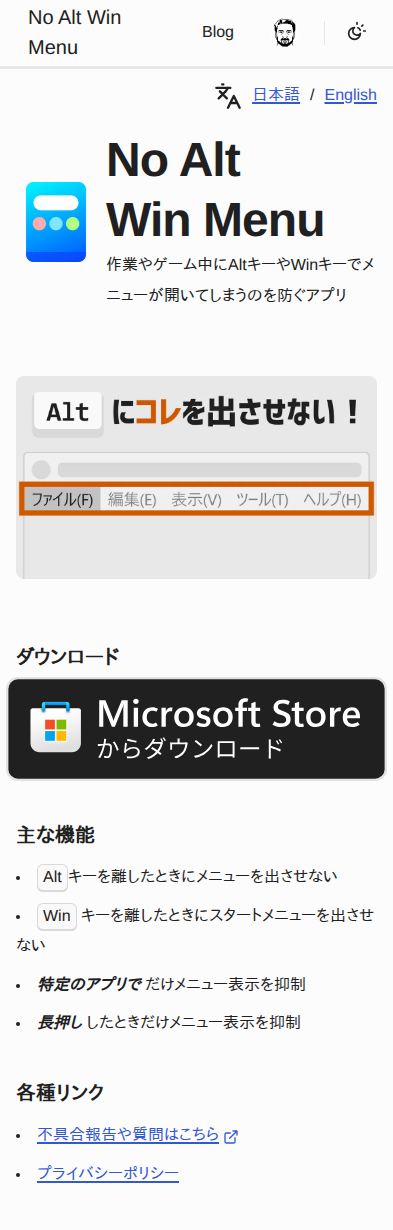 No Alt Win
Menu
Blog
日本語 / English
No Alt
Win Menu
作業やゲーム中にAltキーやWinキーでメ
ニューが開いてしまうのを防ぐアプリ
Alt にコレを出させない！
ファイル(F) 編集(E) 表示(V) ツール(T) ヘルプ(H)
ダウンロード
Microsoft Store
からダウンロード
主な機能
• Alt キーを離したときにメニューを出させない
• Win キーを離したときにスタートメニューを出させ
ない
• 特定のアプリで だけメニュー表示を抑制
• 長押し したときだけメニュー表示を抑制
各種リンク
• 不具合報告や質問はこちら
• プライバシーポリシー